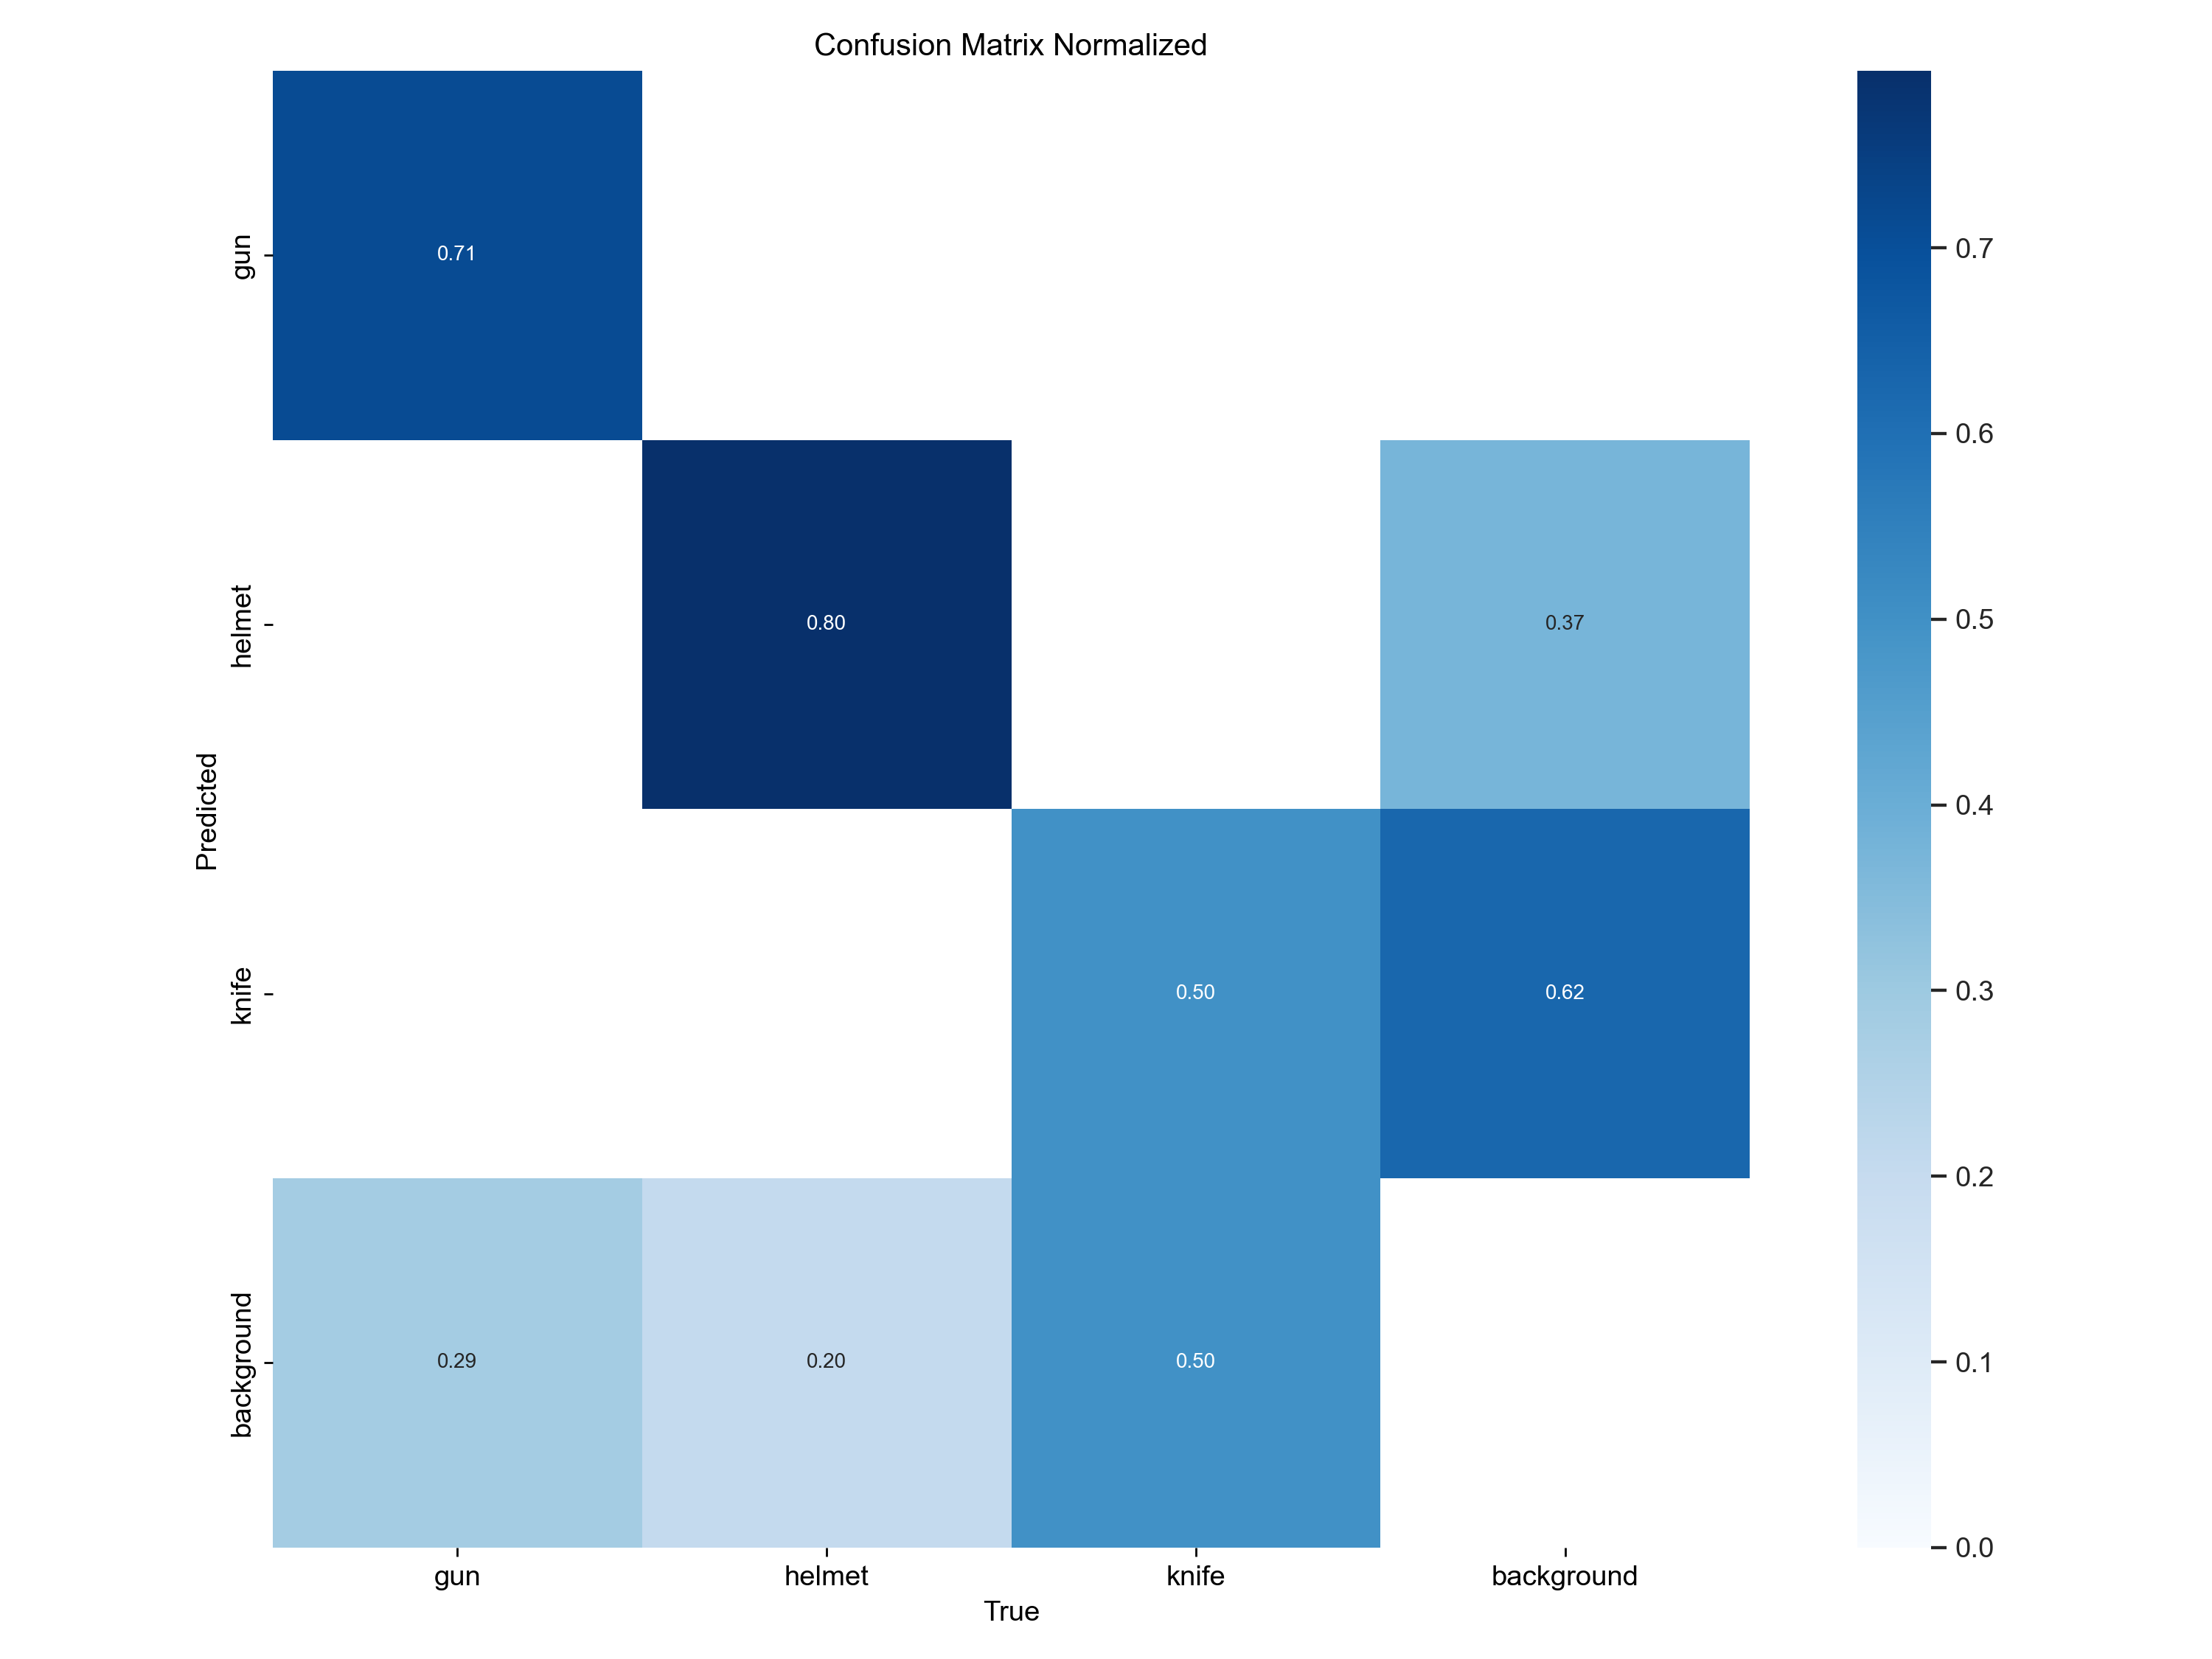 Confusion Matrix Normalized
gun
helmet
knife
background
Predicted
0.71
0.80
0.37
0.50
0.62
0.29
0.20
0.50
gun
helmet
knife
background
True
0.7
0.6
0.5
0.4
0.3
0.2
0.1
0.0